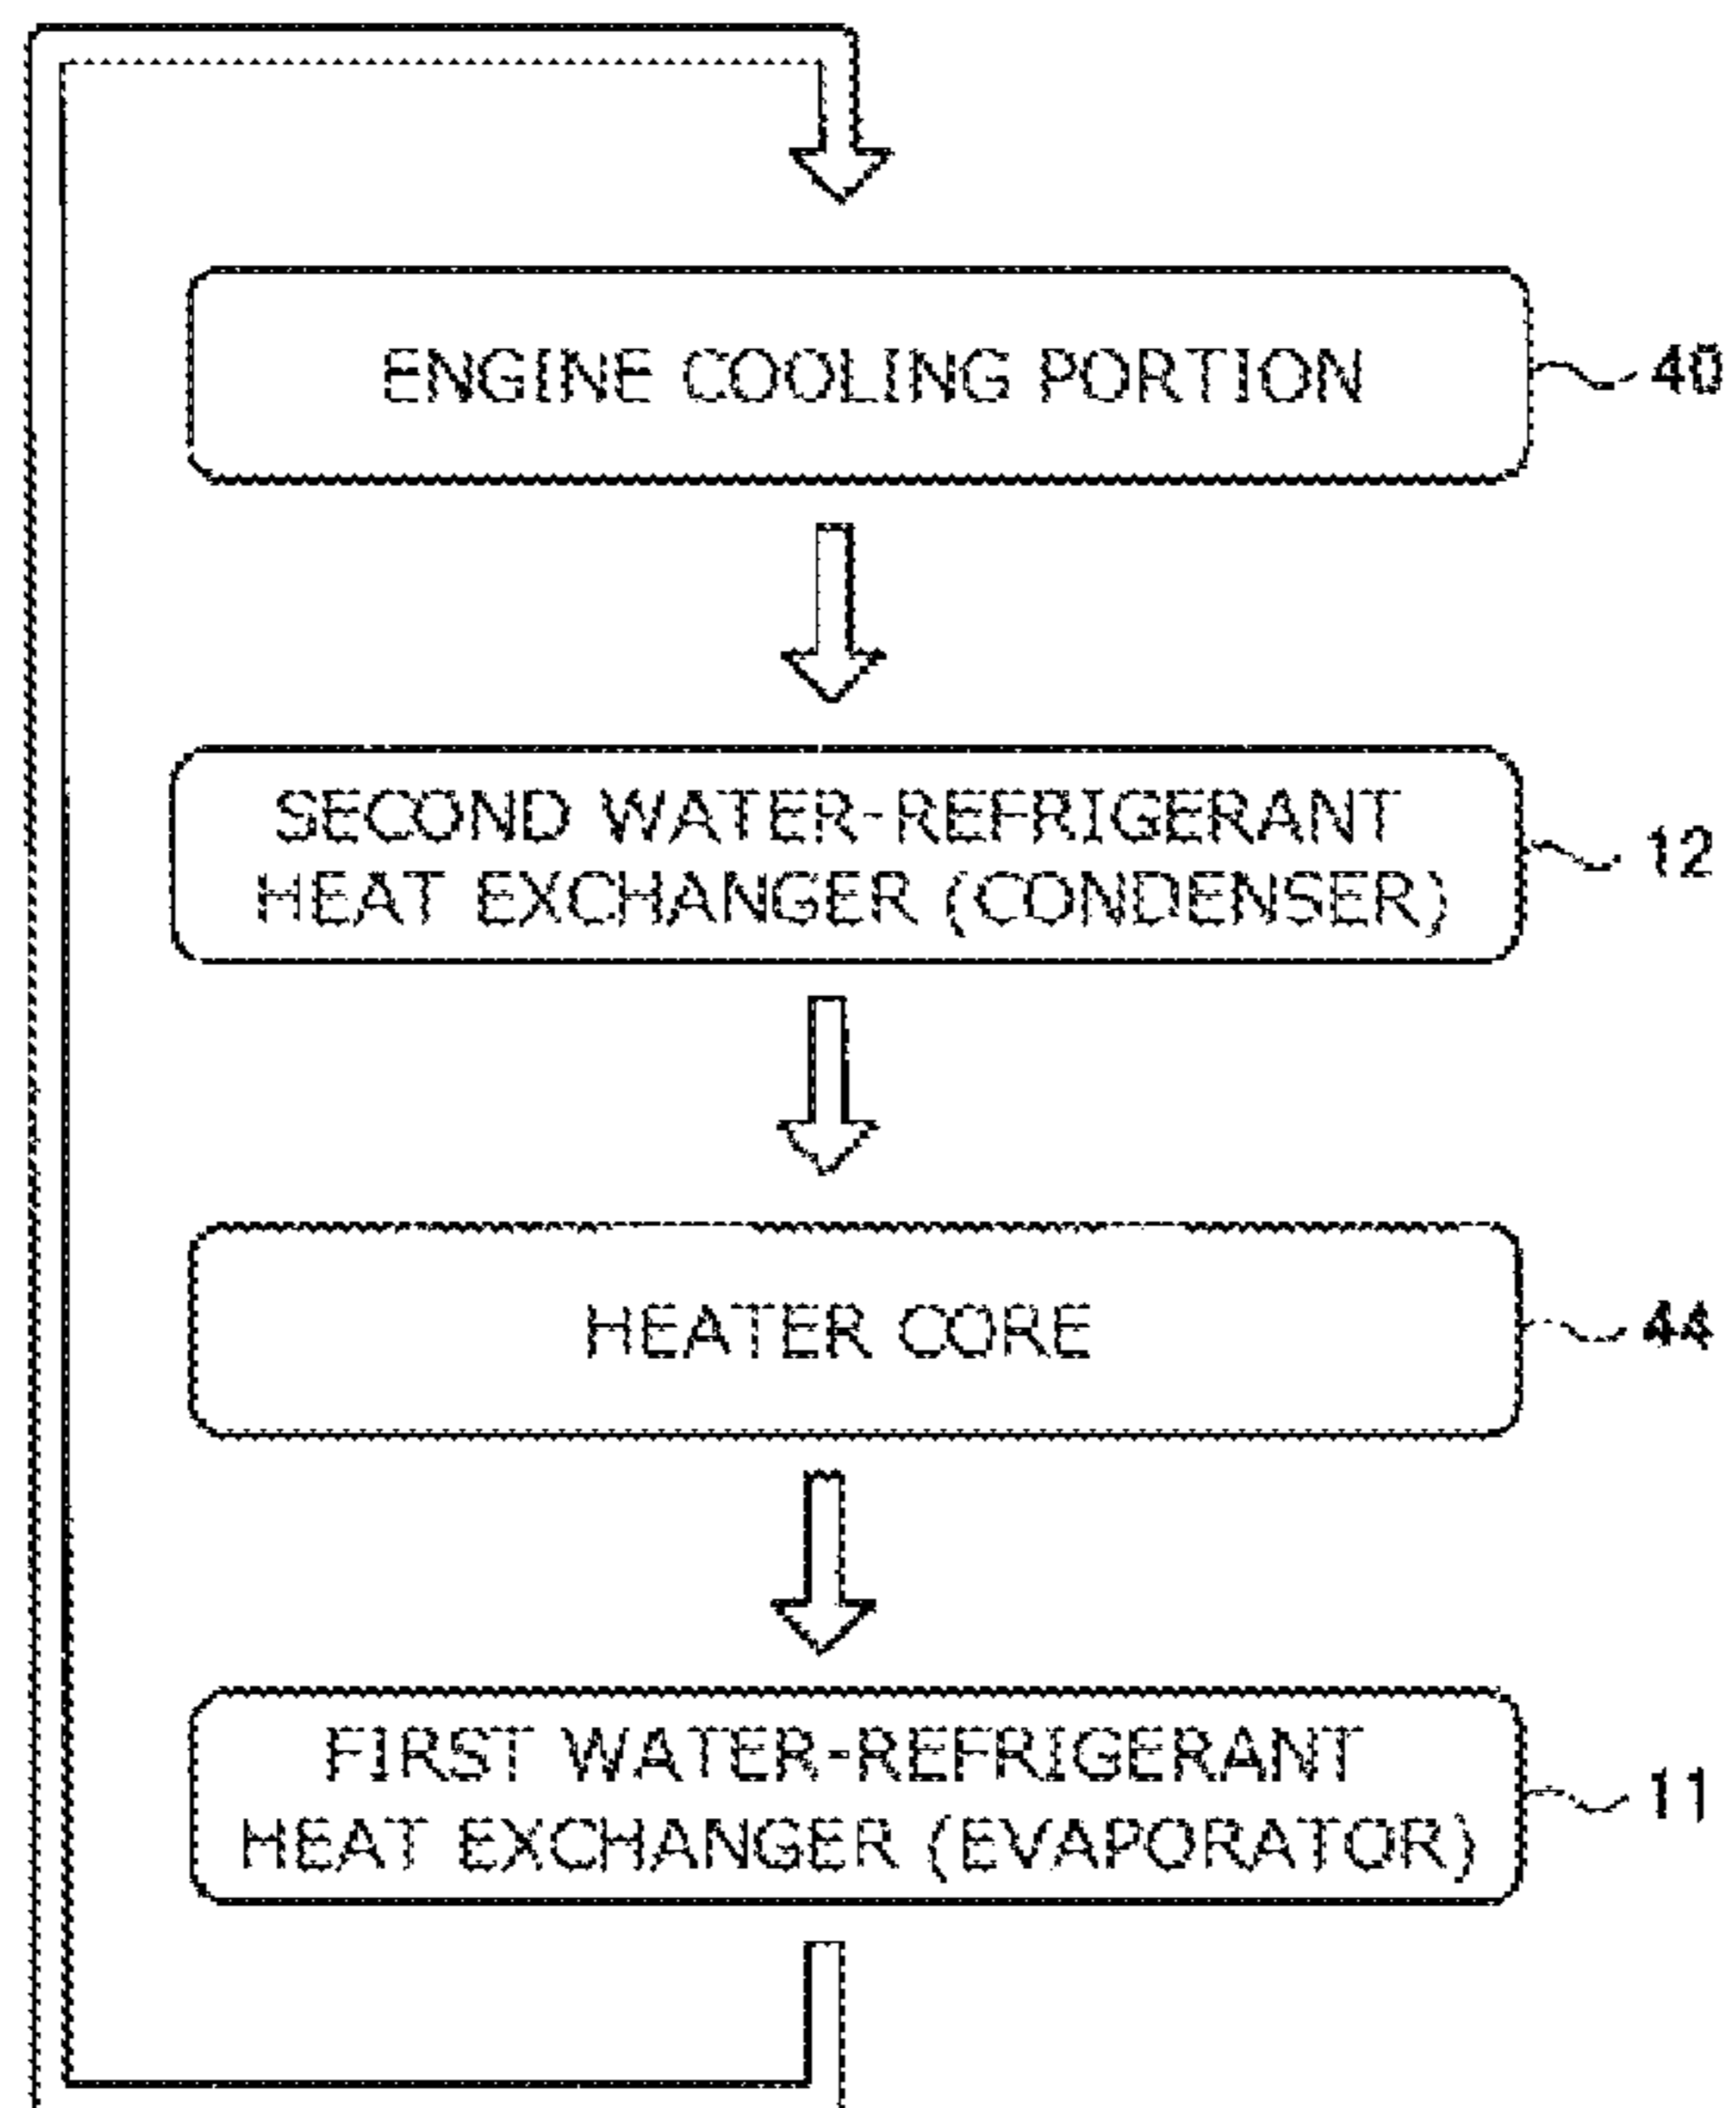 ENGINE COOLING PORTION 40
SECOND WATER-REFRIGERANT
HEAT EXCHANGER (CONDENSER) 12
HEATER CORE 44
FIRST WATER-REFRIGERANT
HEAT EXCHANGER (EVAPORATOR) 11